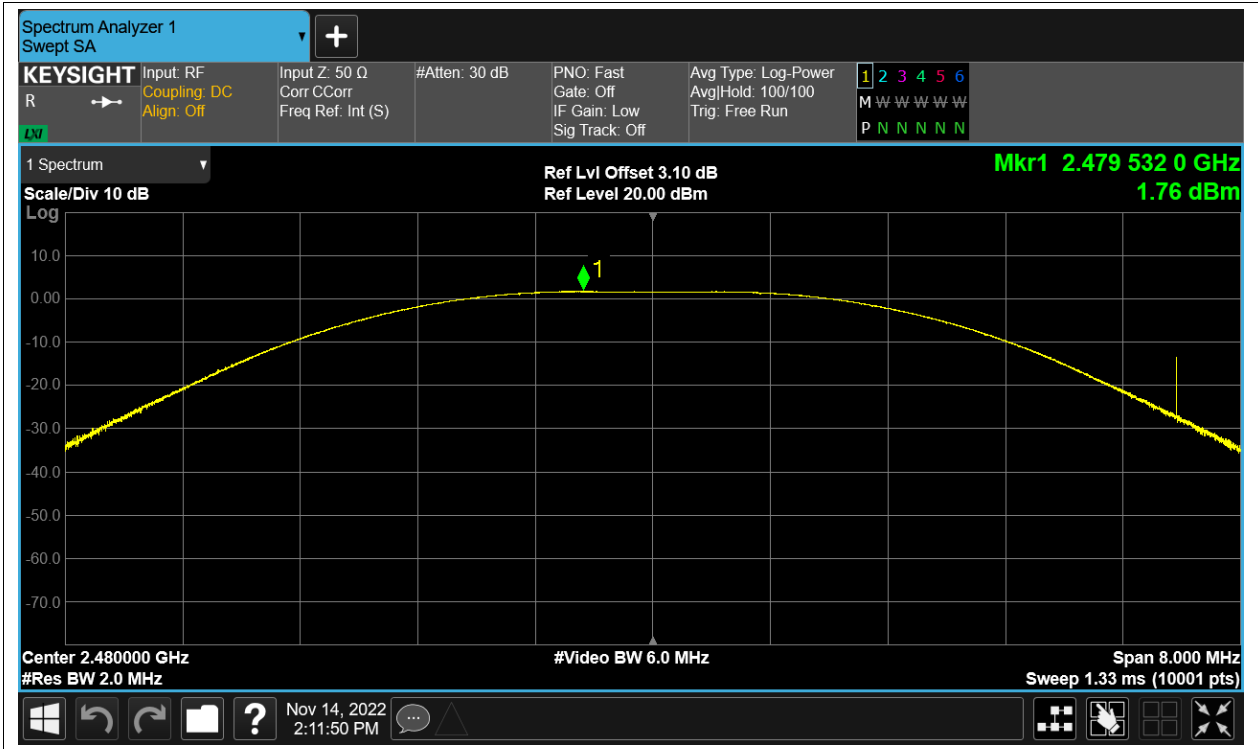 Spectrum Analyzer 1
Swept SA
+
KEYSIGHT
R
LXI
Input: RF
Coupling: DC
Align: Off
Input Z: 50 Ω
Corr CCorr
Freq Ref: Int (S)
#Atten: 30 dB
PNO: Fast
Gate: Off
IF Gain: Low
Sig Track: Off
Avg Type: Log-Power
Avg|Hold: 100/100
Trig: Free Run
1 2 3 4 5 6
M W W W W W W
P N N N N N N
1 Spectrum
Scale/Div 10 dB
Log
Ref Lvl Offset 3.10 dB
Ref Level 20.00 dBm
Mkr1 2.479 532 0 GHz
1.76 dBm
1
10.0
0.00
-10.0
-20.0
-30.0
-40.0
-50.0
-60.0
-70.0
Center 2.480000 GHz
#Res BW 2.0 MHz
#Video BW 6.0 MHz
Span 8.000 MHz
Sweep 1.33 ms (10001 pts)
?
Nov 14, 2022
2:11:50 PM